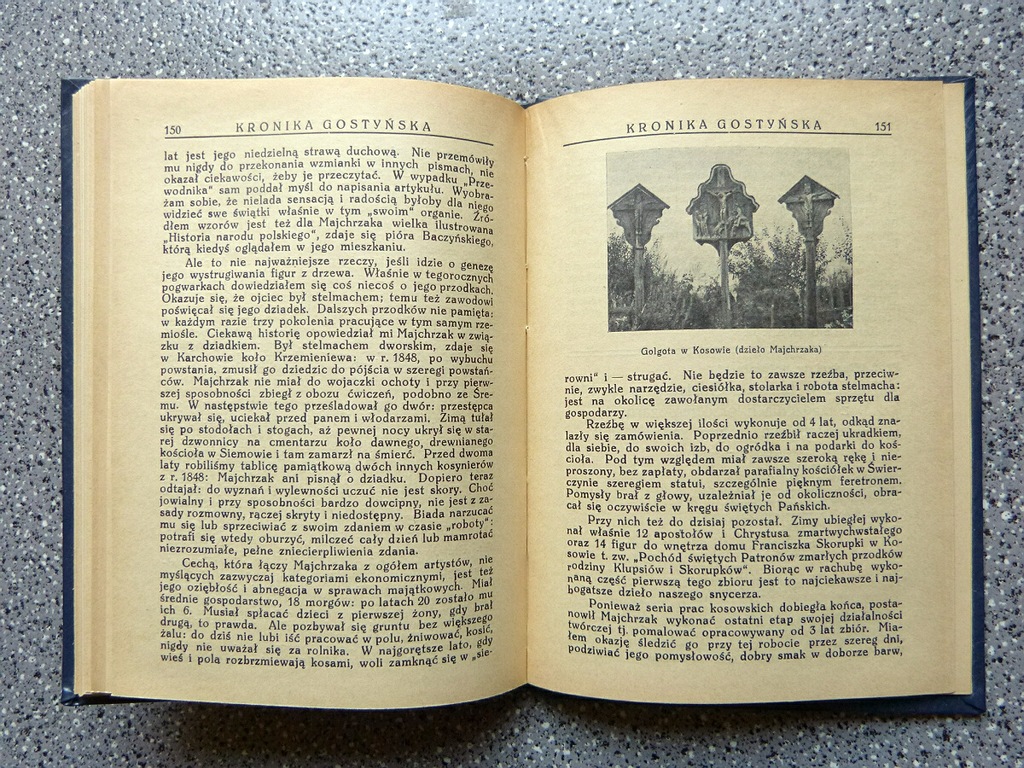 150 KRONIKA GOSTYŃSKA
lat jest jego niedzielną strawą duchową. Nie przemówiły
mu nigdy do przekonania wzmianki w innych pismach, nie
okazał ciekawości, żeby je przeczytać. W wypadku „Prze-
wodnika" sam poddał myśl do napisania artykułu. Wyobra-
żam sobie, że nielada sensacją i radością byłoby dla niego
widzieć swe świątki właśnie w tym „swoim" organie. Źró-
dłem wzorów jest też dla Majchrzaka wielka ilustrowana
„Historia narodu polskiego", zdaje się pióra Baczyńskiego,
którą kiedyś oglądałem w jego mieszkaniu.
Ale to nie najważniejsze rzeczy, jeśli idzie o genezę
jego wystrugiwania figur z drzewa. Właśnie w tegorocznych
pogwarkach dowiedziałem się coś niecoś o jego przodkach.
Okazuje się, że ojciec był stelmachem; temu też zawodowi
poświęcał się jego dziadek. Dalszych przodków nie pamięta:
w każdym razie trzy pokolenia pracujące w tym samym rze-
miośle. Ciekawą historię opowiedział mi Majchrzak w zwią-
zku z dziadkiem. Był stelmachem dworskim, zdaje się
w Karchowie koło Krzemieniewa: w r. 1848, po wybuchu
powstania, zmusił go dziedzic do pójścia w szeregi powstań-
ców. Majchrzak nie miał do wojaczki ochoty i przy pierw-
szej sposobności zbiegł z obozu ćwiczeń, podobno ze Śre-
mu. W następstwie tego prześladował go dwór: przestępca
ukrywał się, uciekał przed panem i włodarzami. Zimą tułał
się po stodołach i stogach, aż pewnej nocy ukrył się w sta-
rej dzwonnicy na cmentarzu koło dawnego, drewnianego
kościoła w Siemowie i tam zamarzł na śmierć. Przed dwoma
laty robiliśmy tablicę pamiątkową dwóch innych kosynierów
z r. 1848: Majchrzak ani pisnął o dziadku. Dopiero teraz
odtajał: do wyznań i wylewności uczuć nie jest skory. Choć
jowialny i przy sposobności bardzo dowcipny, nie jest z za-
sady rozmowny, raczej skryty i niedostępny. Biada narzucać
mu się lub sprzeciwiać z swoim zdaniem w czasie „roboty":
potrafi się wtedy oburzyć, milczeć cały dzień lub mamrotać
niezrozumiałe, pełne zniecierpliwienia zdania.
Cechą, która łączy Majchrzaka z ogółem artystów, nie
myślących zazwyczaj kategoriami ekonomicznymi, jest też
jego oziębłość i abnegacja w sprawach majątkowych. Miał
średnie gospodarstwo, 18 morgów: po latach 20 zostało mu
ich 6. Musiał spłacać dzieci z pierwszej żony, gdy brał
drugą, to prawda. Ale pozbywał się gruntu bez większego
żalu: do dziś nie lubi iść pracować w polu, żniwować, kosić,
nigdy nie uważał się za rolnika. W najgorętsze lato, gdy
wieś i pola rozbrzmiewają kosami, woli zamknąć się w „sie-
KRONIKA GOSTYŃSKA 151
Golgota w Kosowie (dzieło Majchrzaka)
rowni" i — strugać. Nie będzie to zawsze rzeźba, przeciw-
nie, zwykle narzędzie, ciesiółka, stolarka i robota stelmacha:
jest na okolicę zawołanym dostarczycielem sprzętu dla
gospodarzy.
Rzeźbę w większej ilości wykonuje od 4 lat, odkąd zna-
lazły się zamówienia. Poprzednio rzeźbił raczej ukradkiem,
dla siebie, do swoich izb, do ogródka i na podarki do koś-
cioła. Pod tym względem miał zawsze szeroką rękę i nie-
proszony, bez zapłaty, obdarzał parafialny kościółek w Świer-
czynie szeregiem statui, szczególnie pięknym feretronem.
Pomysły brał z głowy, uzależniał je od okoliczności, obra-
cał się oczywiście w kręgu świętych Pańskich.
Przy nich też do dzisiaj pozostał. Zimy ubiegłej wyko-
nał właśnie 12 apostołów i Chrystusa zmartwychwstałego
oraz 14 figur do wnętrza domu Franciszka Skorupki w Ko-
sowie t. zw. „Pochód świętych Patronów zmarłych przodków
rodziny Klupsiów i Skorupków". Biorąc w rachubę wyko-
naną część pierwszą tego zbioru jest to najciekawsze i naj-
bogatsze dzieło naszego snycerza.
Ponieważ seria prac kosowskich dobiegła końca, posta-
nowił Majchrzak wykonać ostatni etap swojej działalności
twórczej tj. pomalować opracowywany od 3 lat zbiór. Mia-
łem okazję śledzić go przy tej robocie przez szereg dni,
podziwiać jego pomysłowość, dobry smak w doborze barw,